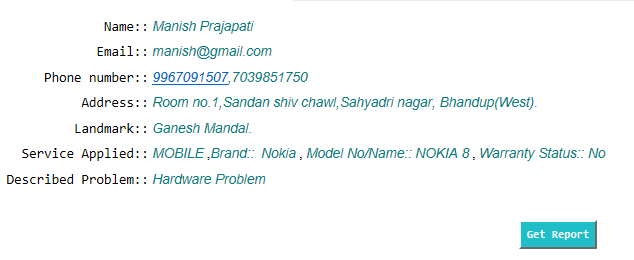 Name:: Manish Prajapati
Email:: manish@gmail.com
Phone number:: 9967091507,7039851750
Address:: Room no.1,Sandan shiv chawl,Sahyadri nagar, Bhandup(West).
Landmark:: Ganesh Mandal.
Service Applied:: MOBILE ,Brand:: Nokia , Model No/Name:: NOKIA 8 , Warranty Status:: No
Described Problem:: Hardware Problem
Get Report